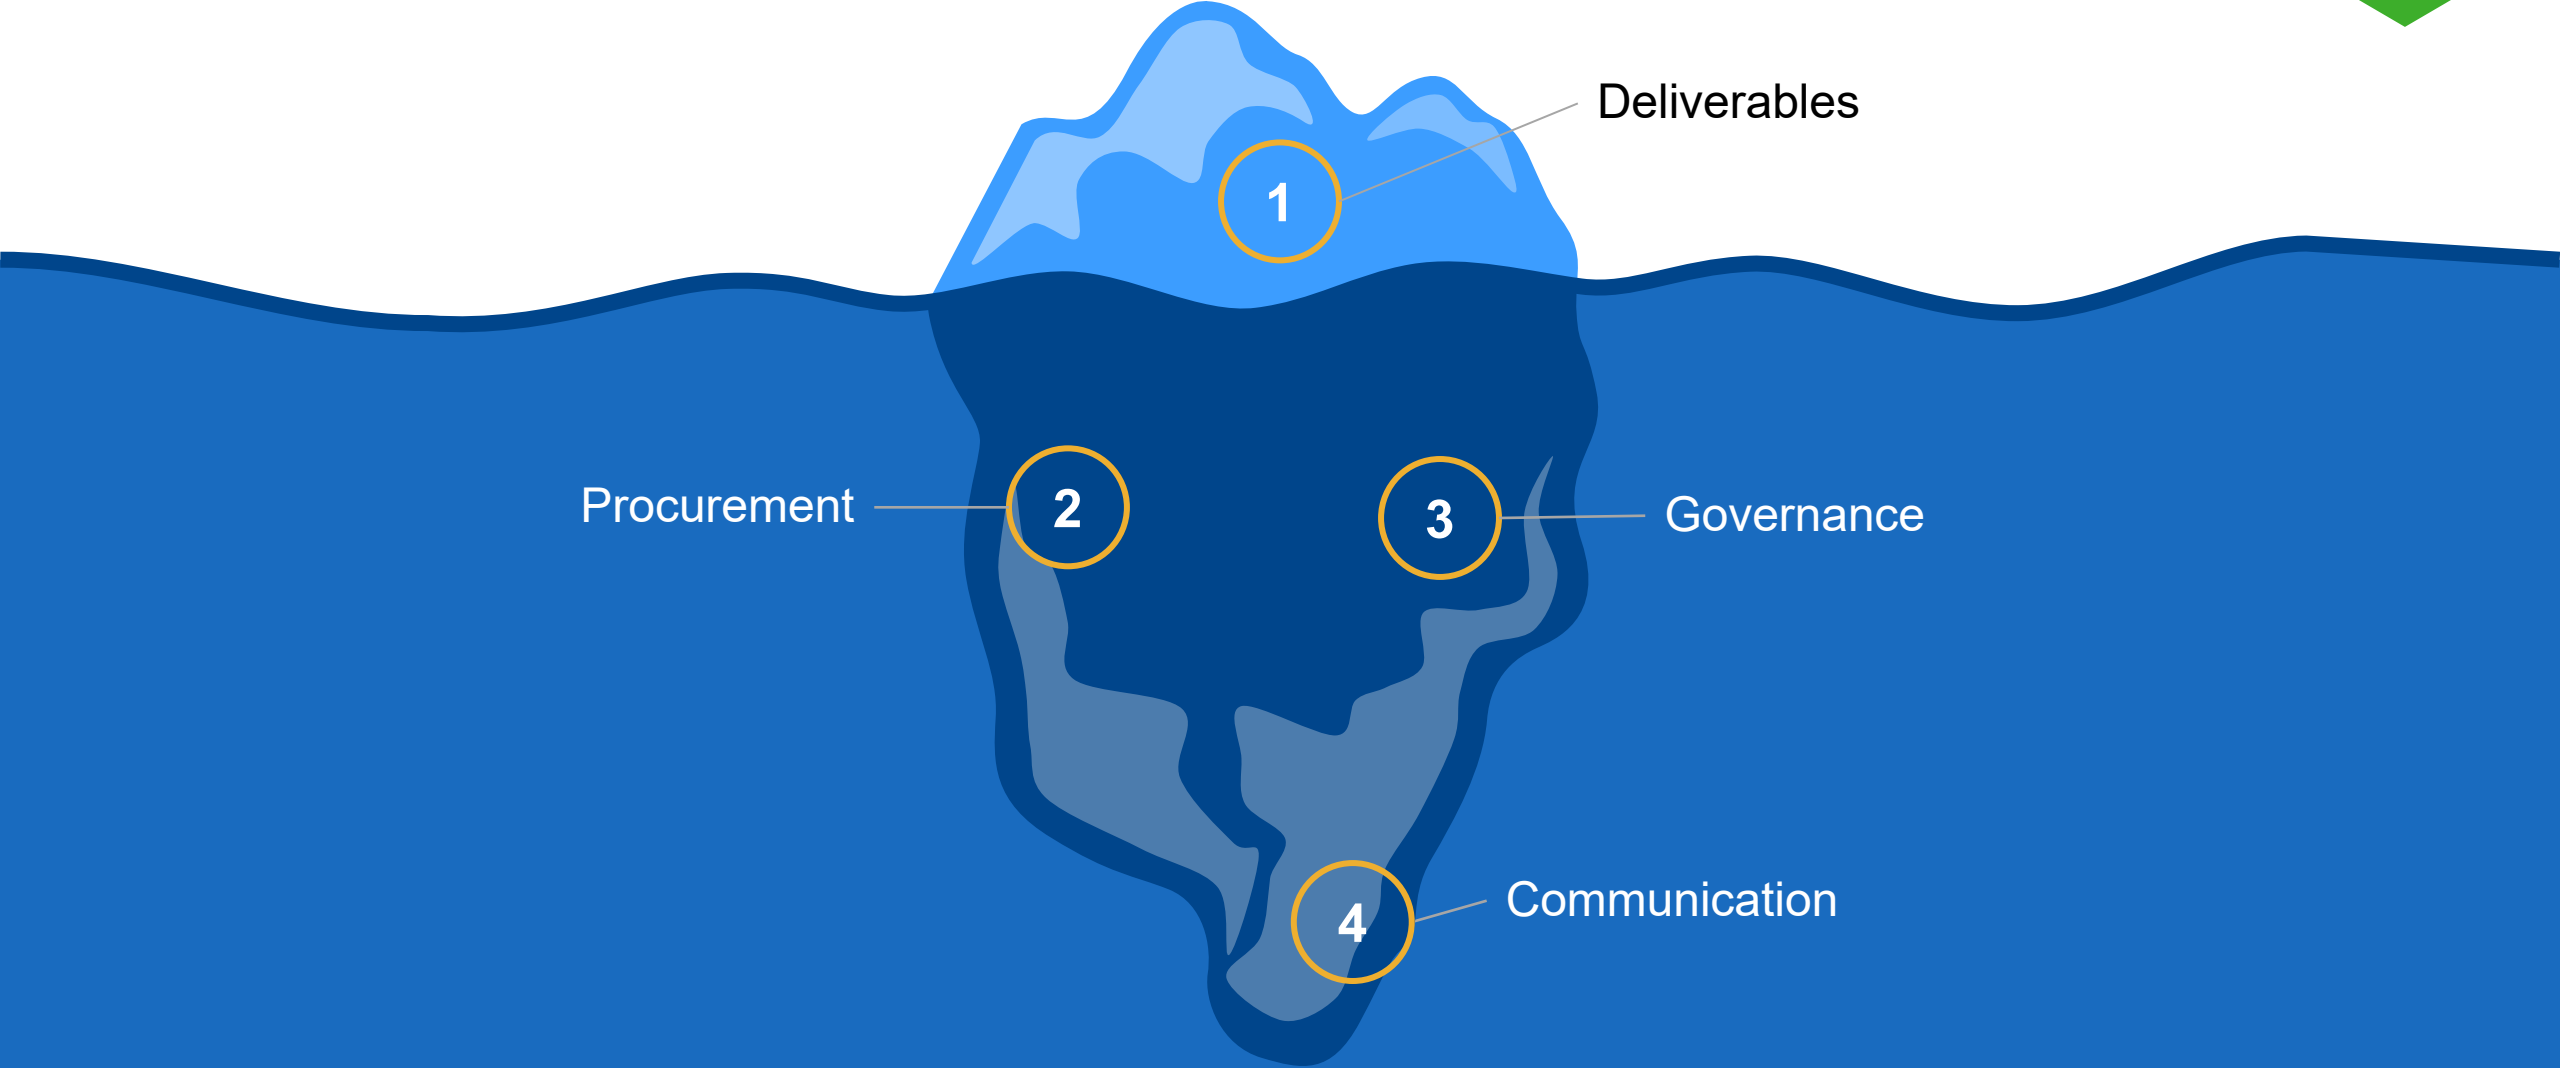 Deliverables
1
Procurement
2
3
Governance
4
Communication